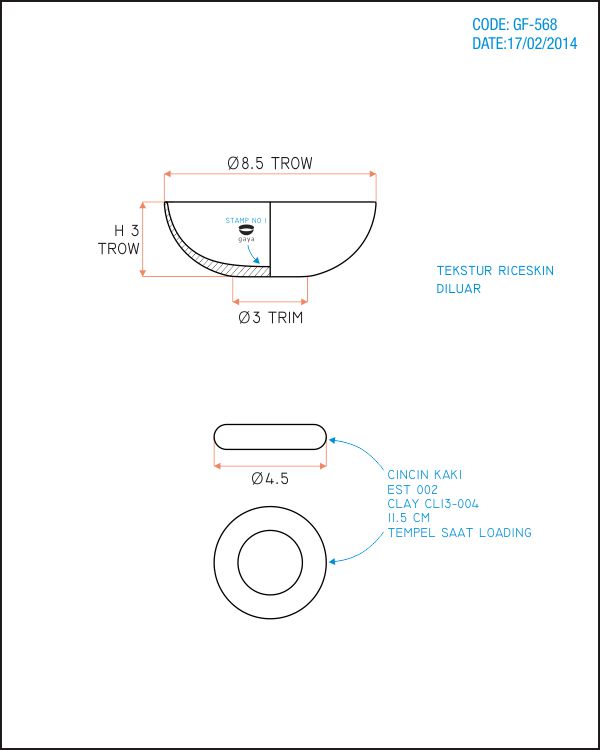 CODE: GF-568
DATE:17/02/2014
Ø8.5 TROW
STAMP NO 1
gaya
H 3
TROW
TEKSTUR RICESKIN
DILUAR
Ø3 TRIM
Ø4.5
CINCIN KAKI
EST 002
CLAY CL13-004
11.5 CM
TEMPEL SAAT LOADING